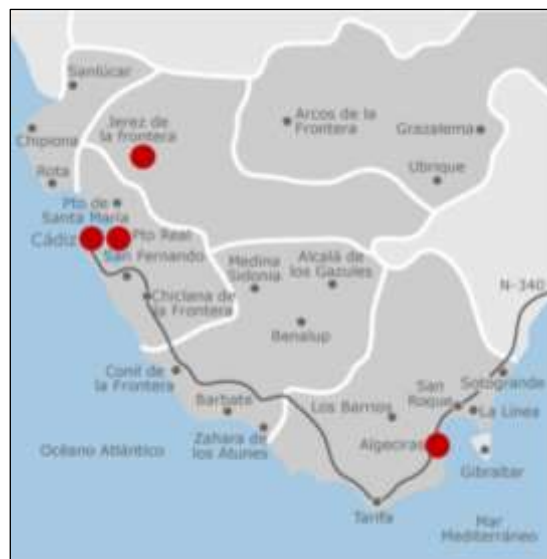 Sanlúcar
Jerez de
la frontera
Arcos de la
Frontera
Grazalema
Chipiona
Rota
Ubrique
Pto de
Santa María
Cádiz
Pto Real
San Fernando
Medina
Sidonia
Alcalá de
los Gazules
Chiclana de
la Frontera
N-340
Benalup
Conil de
la Frontera
Sotogrande
San
Roque
Barbate
Los Barrios
La Línea
Zahara de
los Atunes
Algeciras
Océano Atlántico
Gibraltar
Tarifa
Mar
Mediterráneo